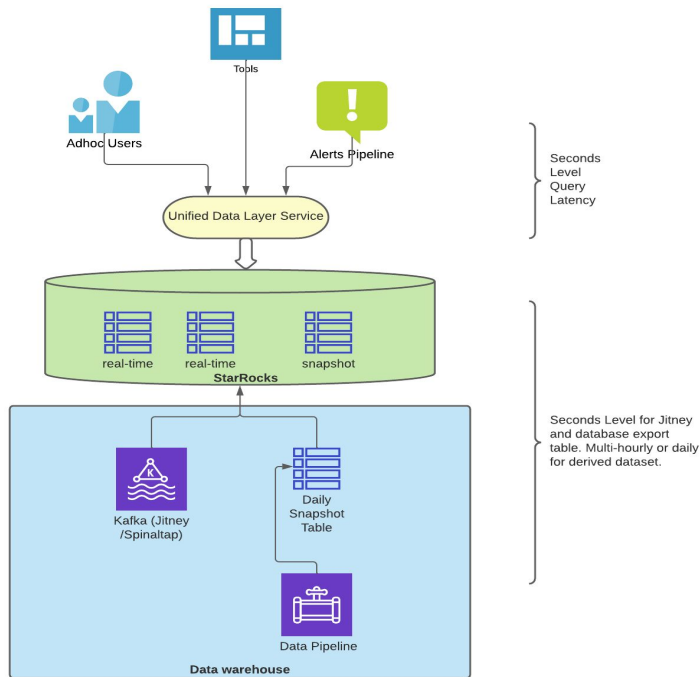 Tools
Adhoc Users
Alerts Pipeline
Seconds
Level
Query
Latency
Unified Data Layer Service
real-time
real-time
snapshot
StarRocks
Seconds Level for Jitney
and database export
table. Multi-hourly or daily
for derived dataset.
K
Kafka (Jitney
/Spinaltap)
Daily
Snapshot
Table
Data Pipeline
Data warehouse